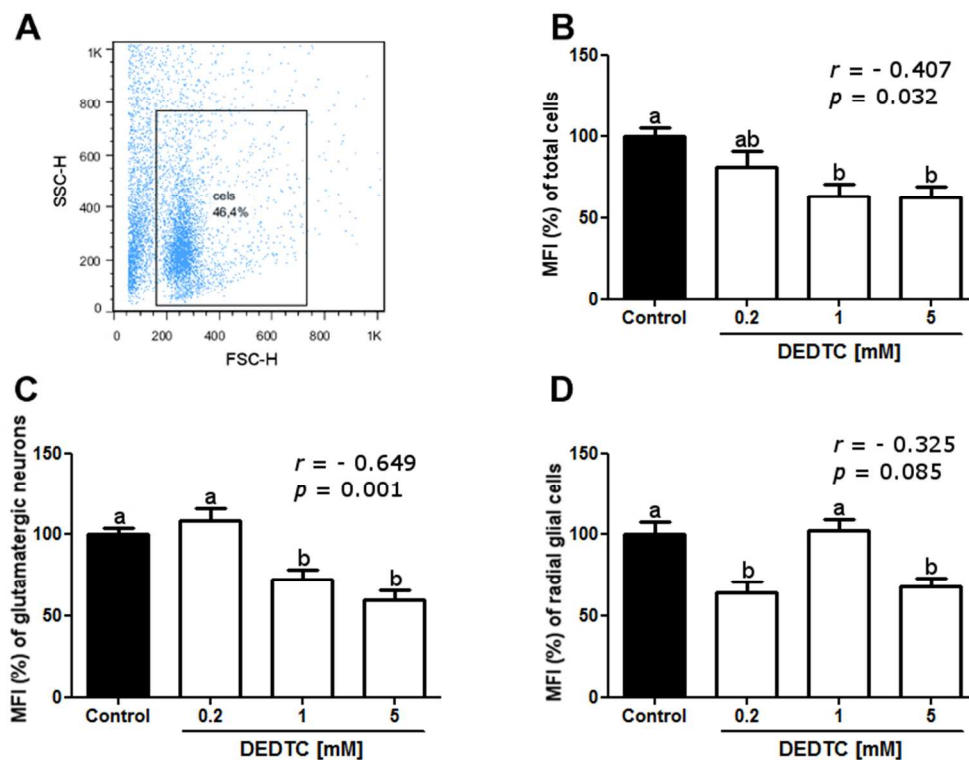 A
SSC-H
1K
800
600
400
200
0
cels
46,4%
0 200 400 600 800 1K
FSC-H
B
MFI (%) of total cells
150
100
50
0
r = - 0.407
p = 0.032
a
ab
b
b
Control 0.2 1 5
DEDTC [mM]
C
MFI (%) of glutamatergic neurons
150
100
50
0
r = - 0.649
p = 0.001
a
a
b
b
Control 0.2 1 5
DEDTC [mM]
D
MFI (%) of radial glial cells
150
100
50
0
r = - 0.325
p = 0.085
a
b
a
b
Control 0.2 1 5
DEDTC [mM]